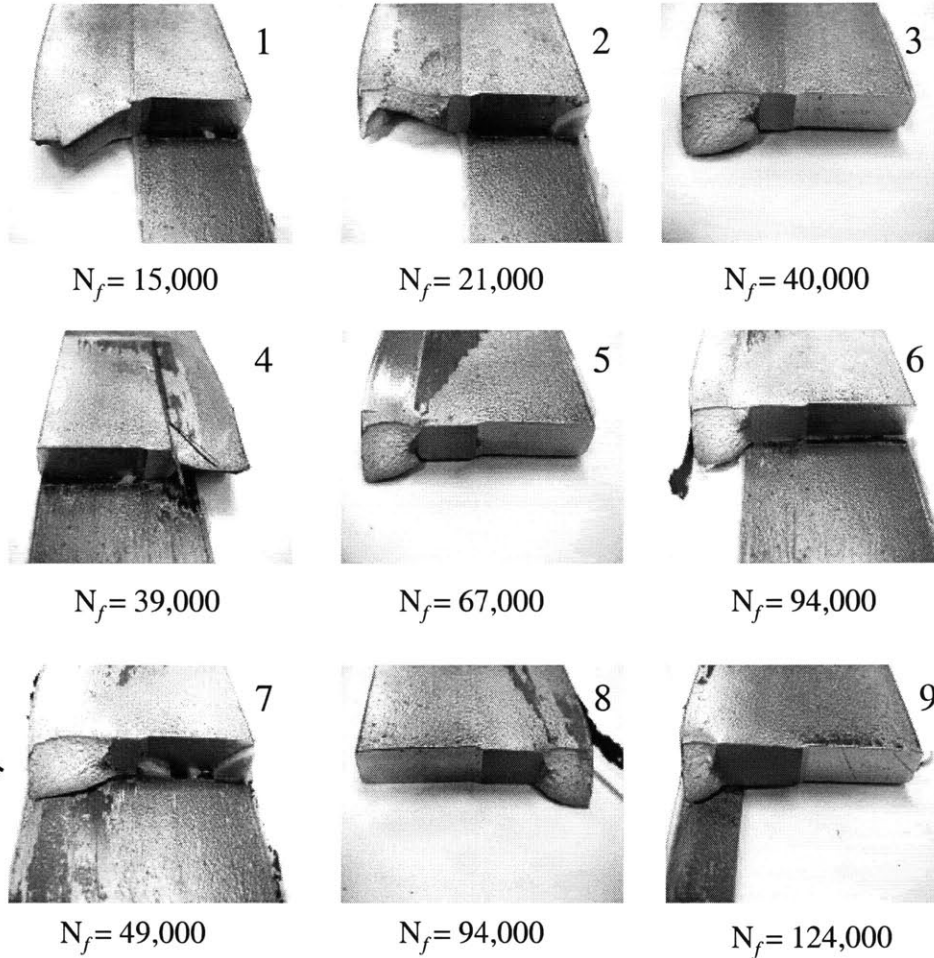 1
2
3
N_f = 15,000
N_f = 21,000
N_f = 40,000
4
5
6
N_f = 39,000
N_f = 67,000
N_f = 94,000
7
8
9
N_f = 49,000
N_f = 94,000
N_f = 124,000